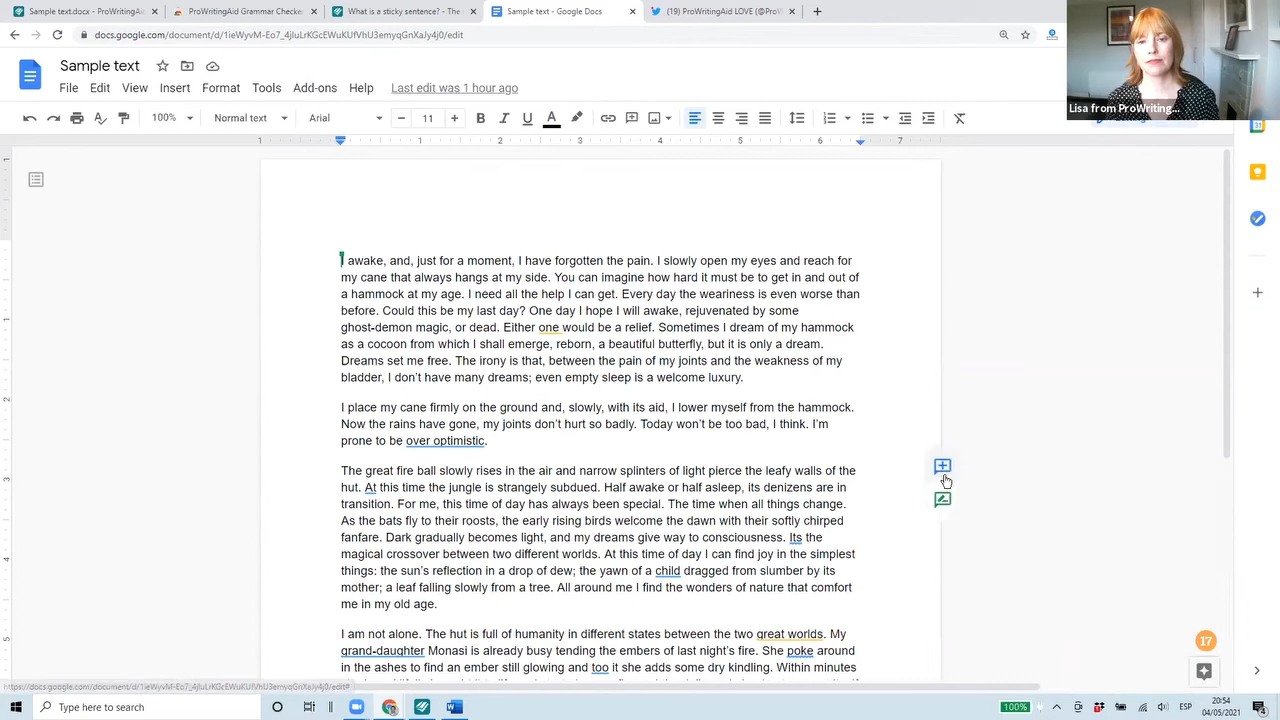 Sample text.docx - ProWritingAid
ProWritingAid Grammar Checker
What is a sticky sentence? - The
Sample text - Google Docs
(19) ProWritingAid LOVE (@ProW
docs.google.com/document/d/1ieWyvM-Eo7_4jluLrKGcEWuKUfVhU3emyqGnXaJy4j0/edit
Sample text
File Edit View Insert Format Tools Add-ons Help Last edit was 1 hour ago
Lisa from ProWriting...
100% Normal text Arial 11
1 1 2 3 4 5 6 7
I awake, and, just for a moment, I have forgotten the pain. I slowly open my eyes and reach for
my cane that always hangs at my side. You can imagine how hard it must be to get in and out of
a hammock at my age. I need all the help I can get. Every day the weariness is even worse than
before. Could this be my last day? One day I hope I will awake, rejuvenated by some
ghost-demon magic, or dead. Either one would be a relief. Sometimes I dream of my hammock
as a cocoon from which I shall emerge, reborn, a beautiful butterfly, but it is only a dream.
Dreams set me free. The irony is that, between the pain of my joints and the weakness of my
bladder, I don't have many dreams; even empty sleep is a welcome luxury.
I place my cane firmly on the ground and, slowly, with its aid, I lower myself from the hammock.
Now the rains have gone, my joints don't hurt so badly. Today won't be too bad, I think. I'm
prone to be over optimistic.
The great fire ball slowly rises in the air and narrow splinters of light pierce the leafy walls of the
hut. At this time the jungle is strangely subdued. Half awake or half asleep, its denizens are in
transition. For me, this time of day has always been special. The time when all things change.
As the bats fly to their roosts, the early rising birds welcome the dawn with their softly chirped
fanfare. Dark gradually becomes light, and my dreams give way to consciousness. Its the
magical crossover between two different worlds. At this time of day I can find joy in the simplest
things: the sun's reflection in a drop of dew; the yawn of a child dragged from slumber by its
mother; a leaf falling slowly from a tree. All around me I find the wonders of nature that comfort
me in my old age.
I am not alone. The hut is full of humanity in different states between the two great worlds. My
grand-daughter Monasi is already busy tending the embers of last night's fire. She poke around
in the ashes to find an ember still glowing and too it she adds some dry kindling. Within minutes
17
https://docs.google.com/document/d/1ieWyvM-Eo7_4jluLrKGcEWuKUfVhU3emyqGnXaJy4j0/edit#
Type here to search
100%
ESP
20:54
04/05/2021
4